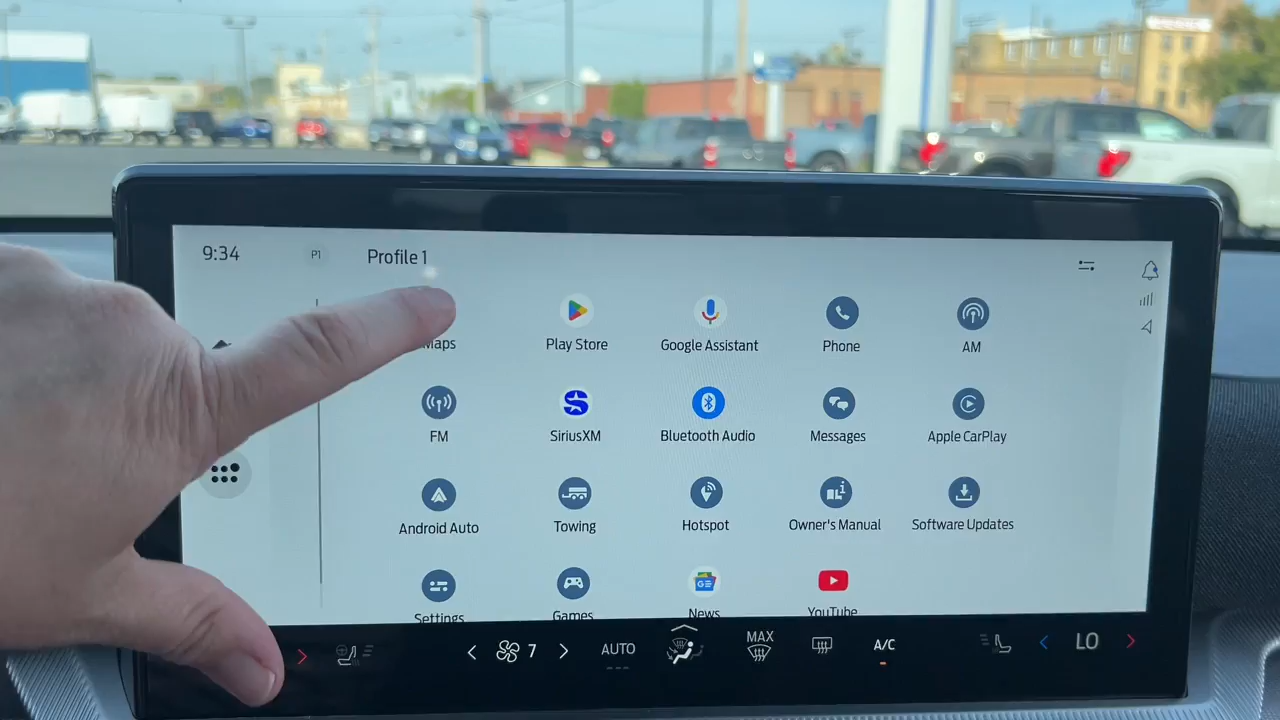 9:34
P1
Profile 1
Maps
Play Store
Google Assistant
Phone
AM
FM
SiriusXM
Bluetooth Audio
Messages
Apple CarPlay
Android Auto
Towing
Hotspot
Owner's Manual
Software Updates
Settings
Games
News
YouTube
7
AUTO
MAX
A/C
LO